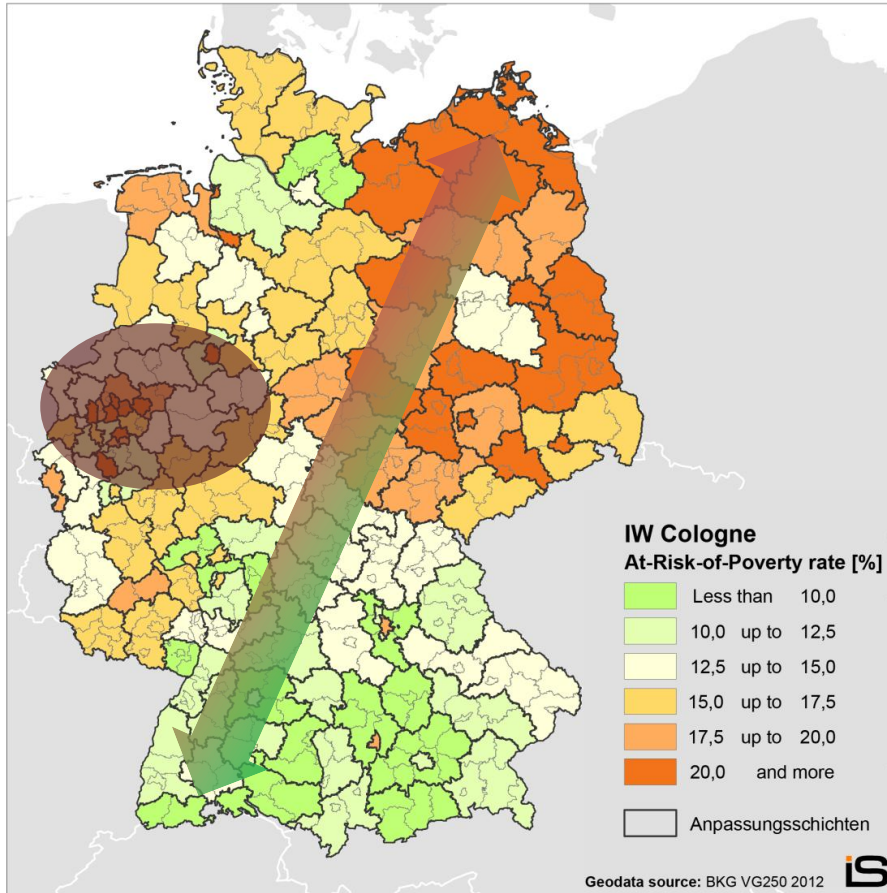 IW Cologne
At-Risk-of-Poverty rate [%]
Less than 10,0
10,0 up to 12,5
12,5 up to 15,0
15,0 up to 17,5
17,5 up to 20,0
20,0 and more
Anpassungsschichten
Geodata source: BKG VG250 2012
iS